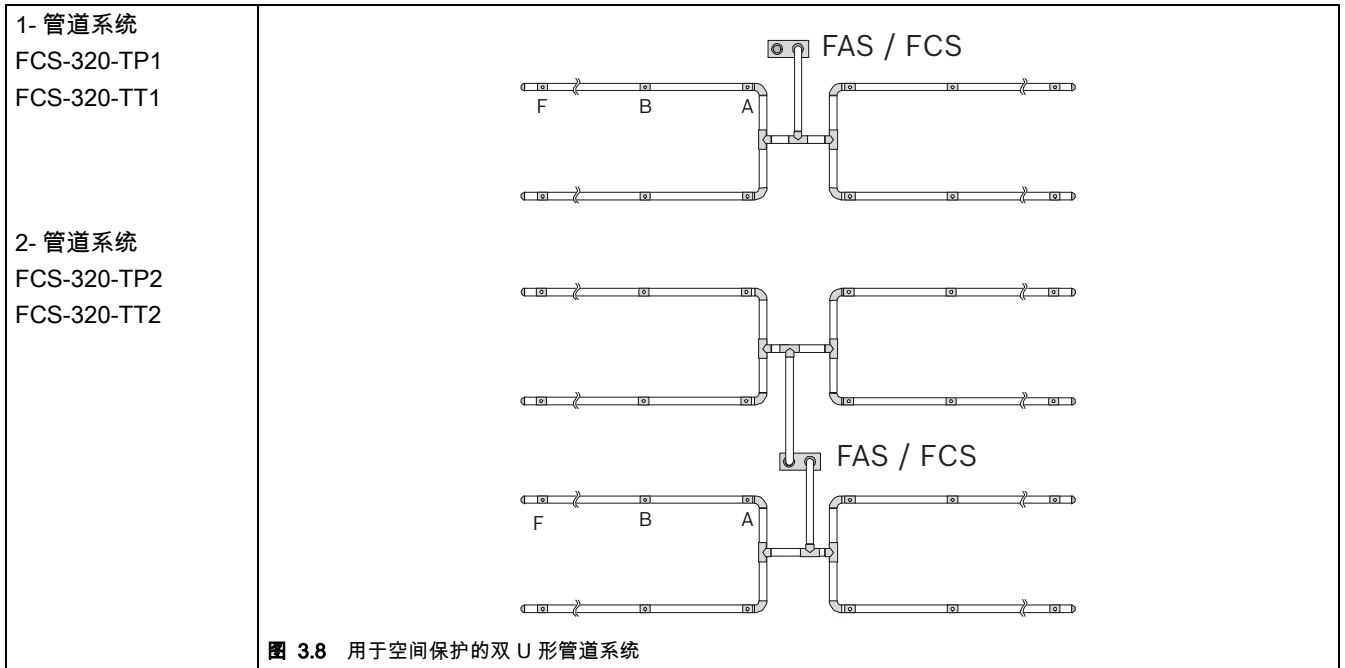 1- 管道系统
FCS-320-TP1
FCS-320-TT1
2- 管道系统
FCS-320-TP2
FCS-320-TT2
FAS / FCS
F B A
FAS / FCS
F B A
图 3.8 用于空间保护的双 U 形管道系统